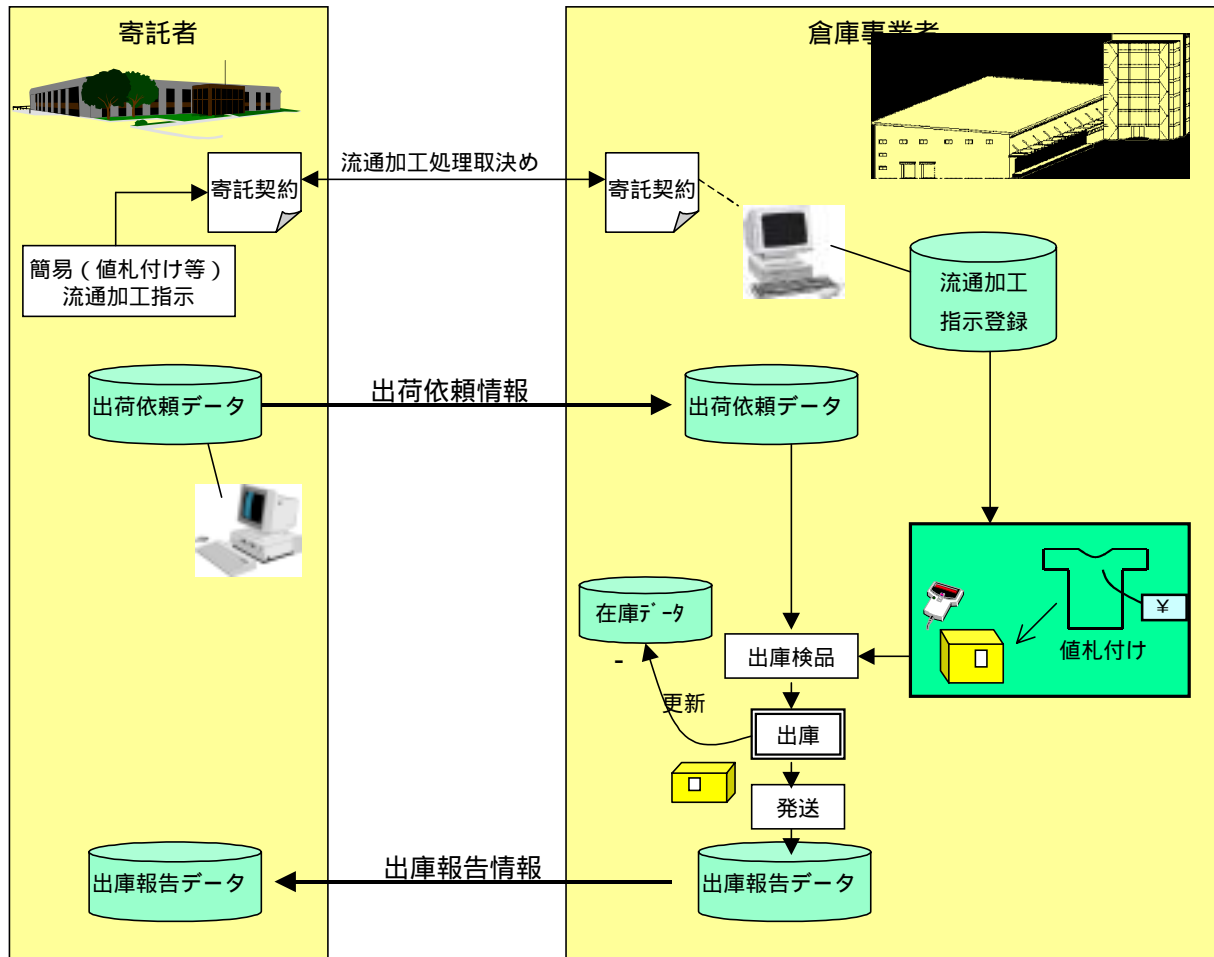 寄託者
倉庫事業者
流通加工処理取決め
寄託契約
寄託契約
簡易（値札付け等）
流通加工指示
流通加工
指示登録
出荷依頼データ
出荷依頼情報
出荷依頼データ
在庫ﾃﾞｰﾀ
-
出庫検品
¥
値札付け
更新
出庫
発送
出庫報告データ
出庫報告情報
出庫報告データ